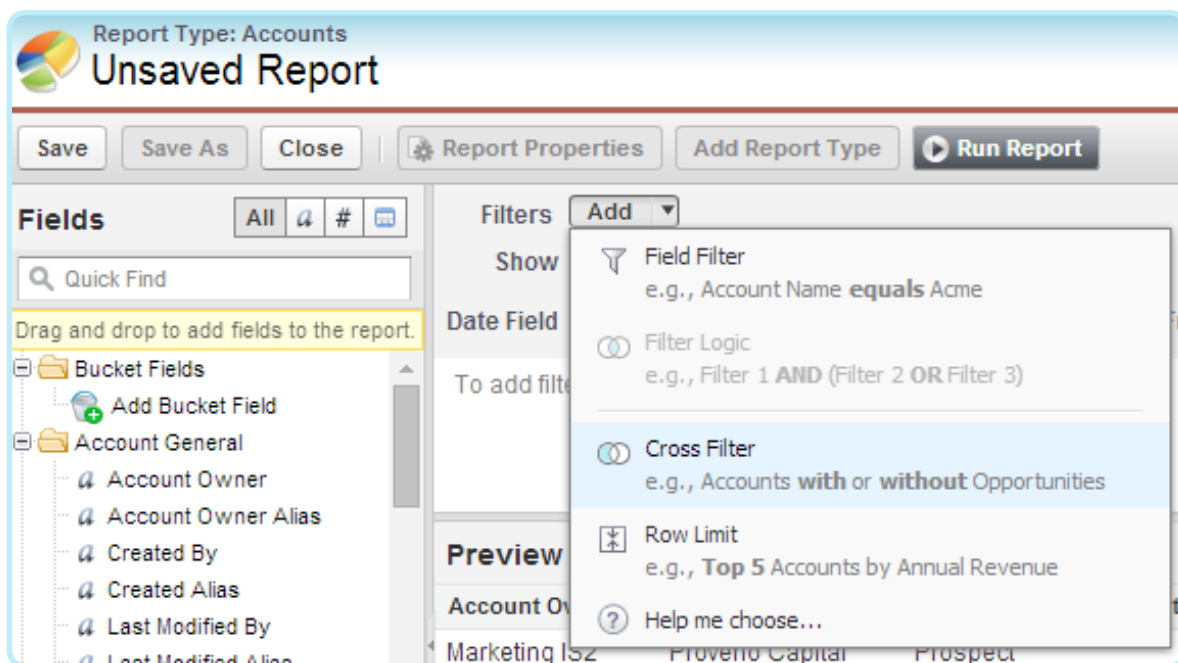 Report Type: Accounts
Unsaved Report
Save Save As Close Report Properties Add Report Type Run Report
Fields All a #
Quick Find
Drag and drop to add fields to the report.
Bucket Fields
Add Bucket Field
Account General
a Account Owner
a Account Owner Alias
a Created By
a Created Alias
a Last Modified By
a Last Modified Alias
Filters Add
Show
Date Field
To add filte
Field Filter
e.g., Account Name equals Acme
Filter Logic
e.g., Filter 1 AND (Filter 2 OR Filter 3)
Cross Filter
e.g., Accounts with or without Opportunities
Row Limit
e.g., Top 5 Accounts by Annual Revenue
? Help me choose...
Preview
Account Ow
Marketing IS2 Proveno Capital Prospect